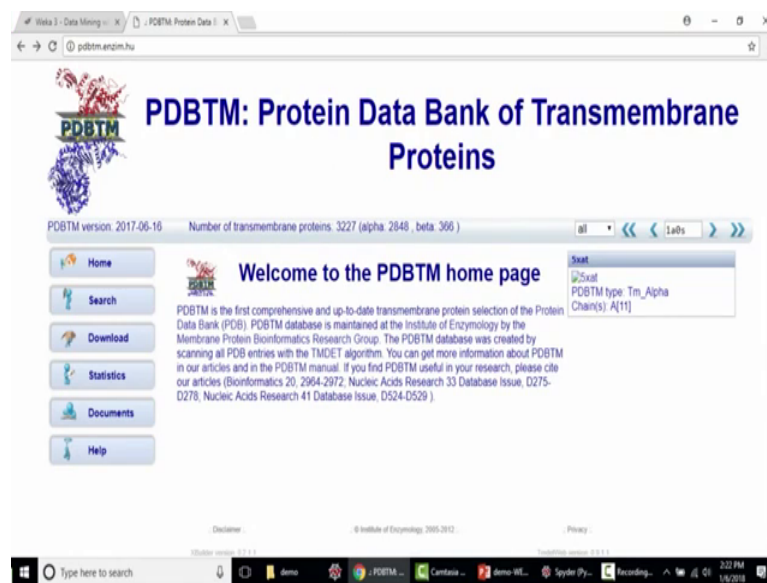 Weka 3 - Data Mining
PDBTM: Protein Data
pdbtm.enzim.hu
PDBTM
PDBTM: Protein Data Bank of Transmembrane
Proteins
PDBTM version: 2017-06-16 Number of transmembrane proteins: 3227 (alpha: 2848 , beta: 366 ) all 1a0s
Home
Search
Download
Statistics
Documents
Help
PDBTM
Welcome to the PDBTM home page
PDBTM is the first comprehensive and up-to-date transmembrane protein selection of the Protein
Data Bank (PDB). PDBTM database is maintained at the Institute of Enzymology by the
Membrane Protein Bioinformatics Research Group. The PDBTM database was created by
scanning all PDB entries with the TMDET algorithm. You can get more information about PDBTM
in our articles and in the PDBTM manual. If you find PDBTM useful in your research, please cite
our articles (Bioinformatics 20, 2964-2972; Nucleic Acids Research 33 Database Issue, D275-
D278; Nucleic Acids Research 41 Database Issue, D524-D529 ).
5xat
5xat
PDBTM type: Tm_Alpha
Chain(s): A[11]
. Disclaimer . . © Institute of Enzymology, 2005-2012 . . Privacy .
Type here to search demo PDBTM: ... Camtasia ... demo-WE... Spyder (Py... Recording... 2:22 PM
1/6/2018